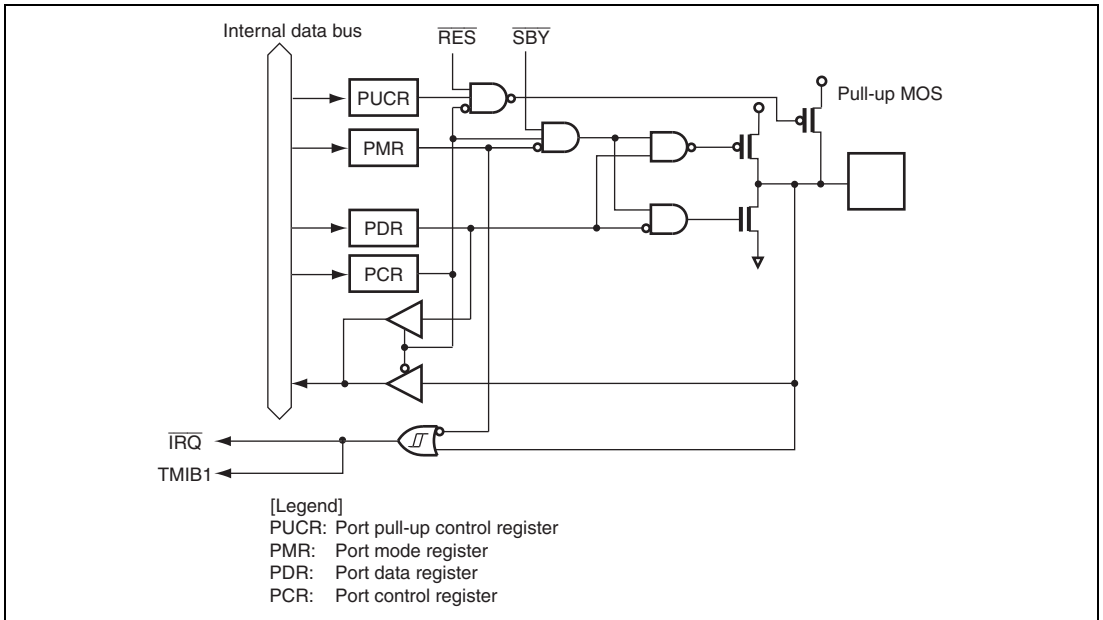 Internal data bus
RES
SBY
PUCR
Pull-up MOS
PMR
PDR
PCR
IRQ
TMIB1
[Legend]
PUCR: Port pull-up control register
PMR: Port mode register
PDR: Port data register
PCR: Port control register